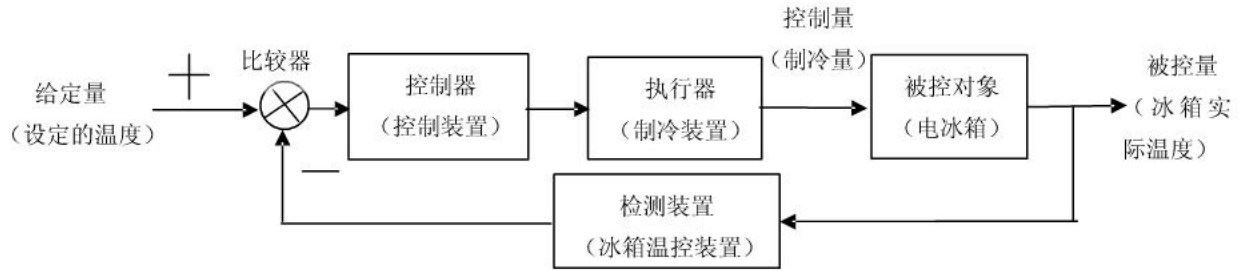 给定量
（设定的温度）
+
比较器
—
控制器
（控制装置）
执行器
（制冷装置）
控制量
（制冷量）
被控对象
（电冰箱）
被控量
（冰箱实
际温度）
检测装置
（冰箱温控装置）